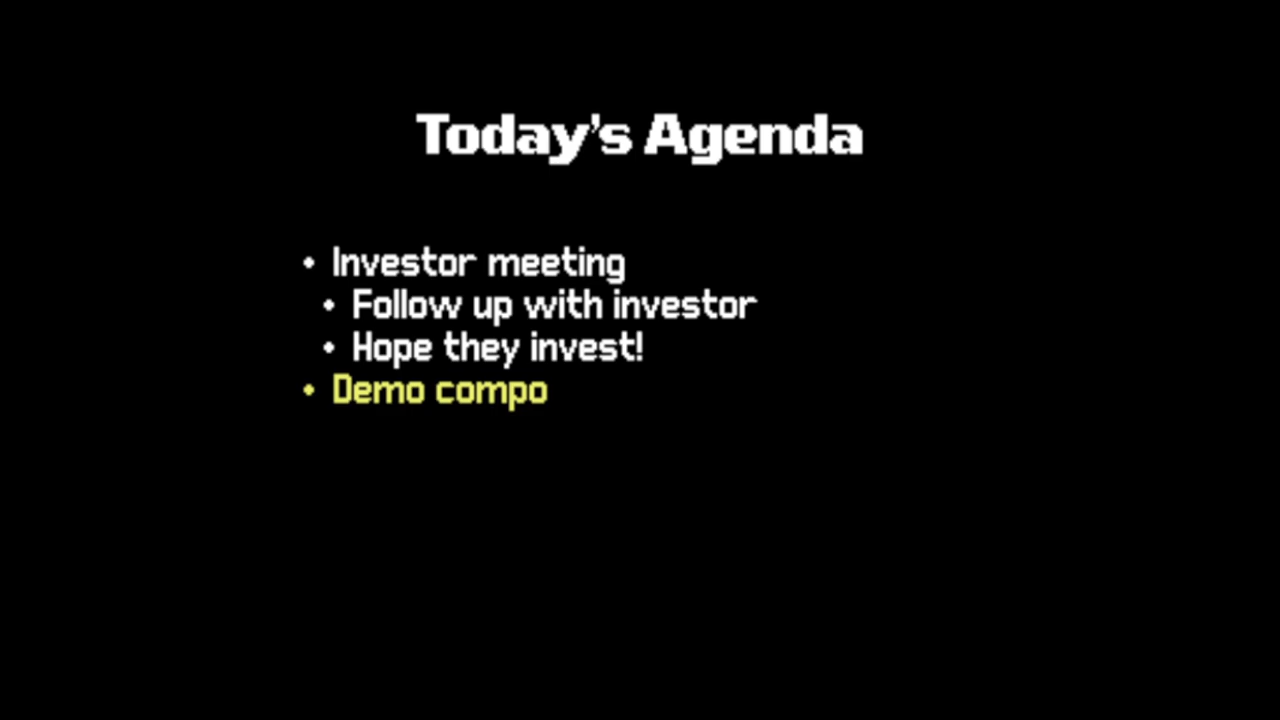 Today's Agenda
• Investor meeting
• Follow up with investor
• Hope they invest!
• Demo compo